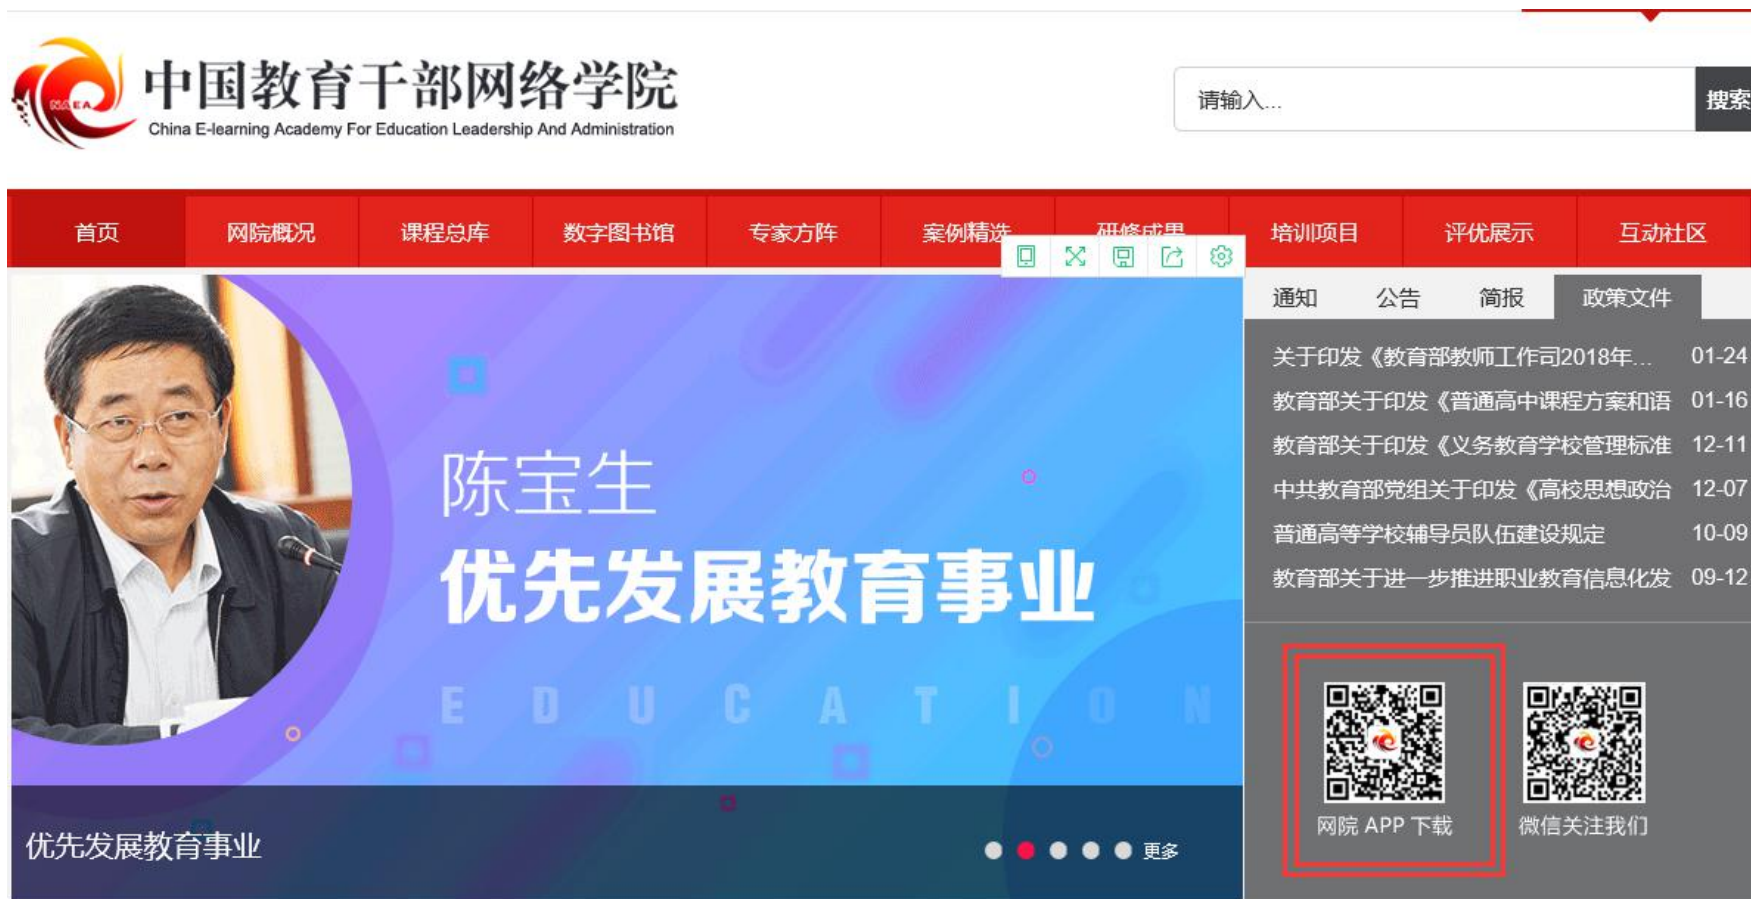 中国教育干部网络学院
China E-learning Academy For Education Leadership And Administration
NAEA
请输入...
搜索
首页 网院概况 课程总库 数字图书馆 专家方阵 案例精选 研修成果 培训项目 评优展示 互动社区
通知 公告 简报 政策文件
关于印发《教育部教师工作司2018年... 01-24
教育部关于印发《普通高中课程方案和语 01-16
教育部关于印发《义务教育学校管理标准 12-11
中共教育部党组关于印发《高校思想政治 12-07
普通高等学校辅导员队伍建设规定 10-09
教育部关于进一步推进职业教育信息化发 09-12
陈宝生
优先发展教育事业
EDUCATION
优先发展教育事业
更多
网院 APP 下载
微信关注我们